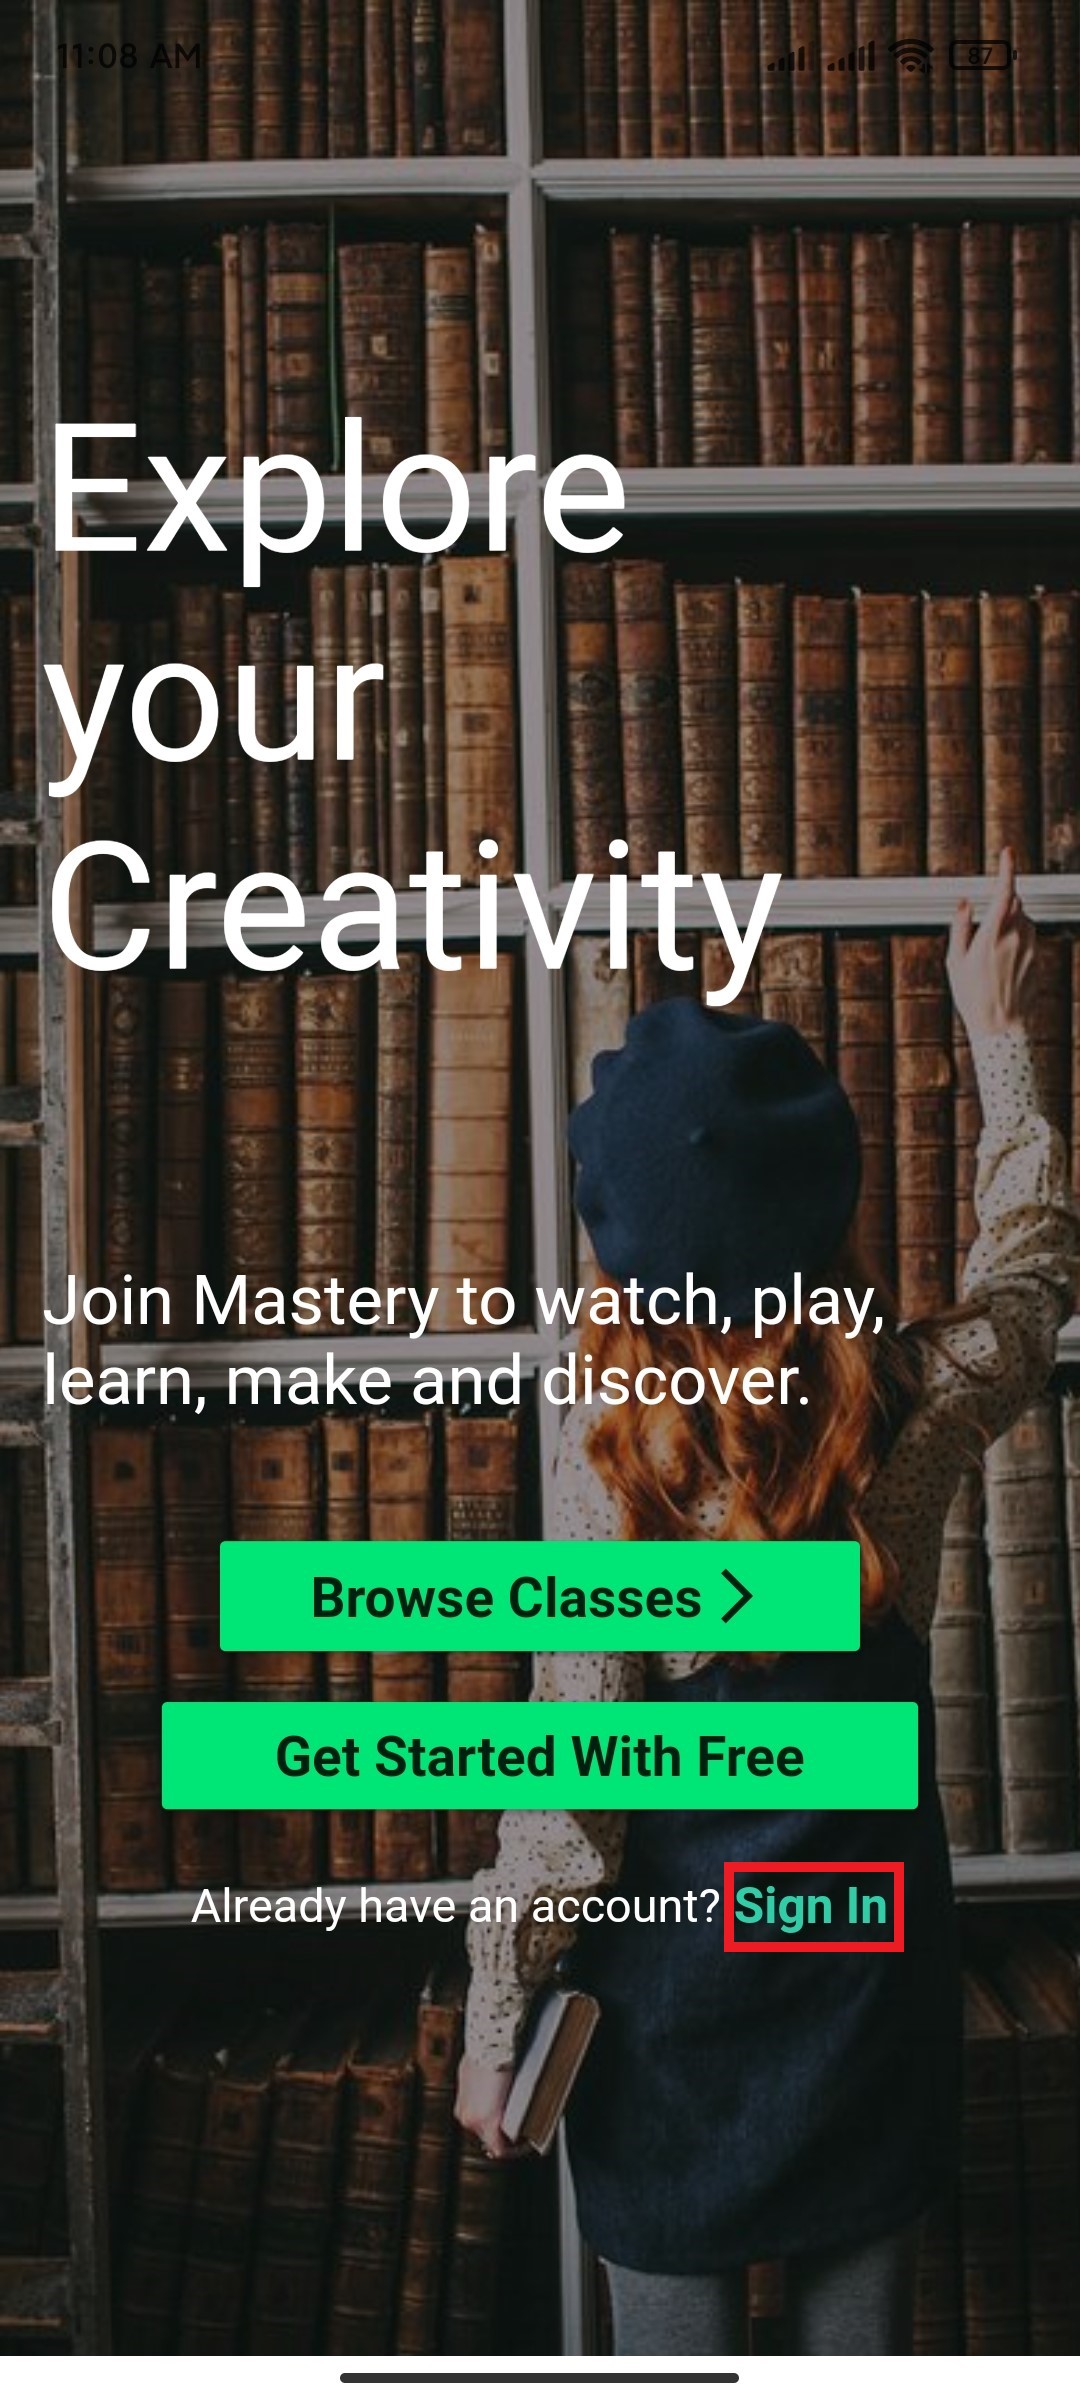 11:08 AM
87
Explore
your
Creativity
Join Mastery to watch, play,
learn, make and discover.
Browse Classes
Get Started With Free
Already have an account? Sign In